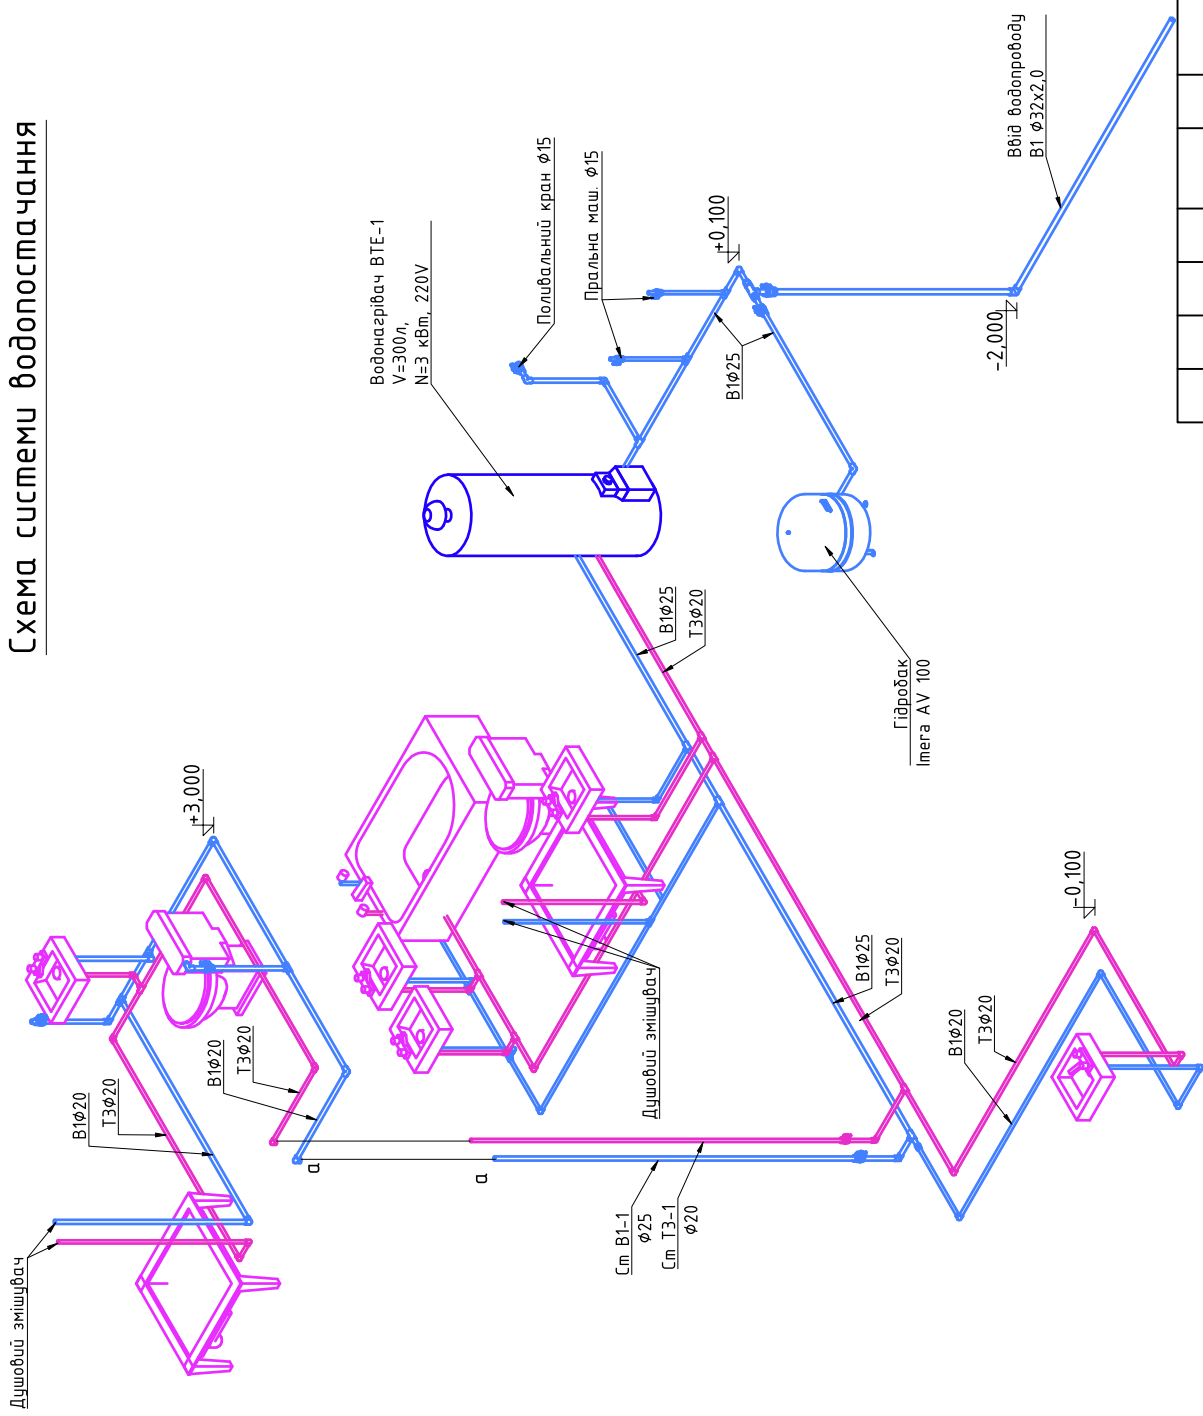 Схема системи водопостачання
Душовий змішувач
В1ф20
Т3ф20
В1ф20
Т3ф20
+3,000
а
а
Водонагрівач ВТЕ-1
V=300л,
N=3 кВт, 220V
Поливальний кран ф15
Пральна маш. ф15
+0,100
В1ф25
-2,000
Ввід водопроводу
В1 ф32х2,0
В1ф25
Т3ф20
Гідробак
Imera AV 100
Душовий змішувач
Ст В1-1
ф25
Ст Т3-1
ф20
В1ф25
Т3ф20
В1ф20
Т3ф20
-0,100